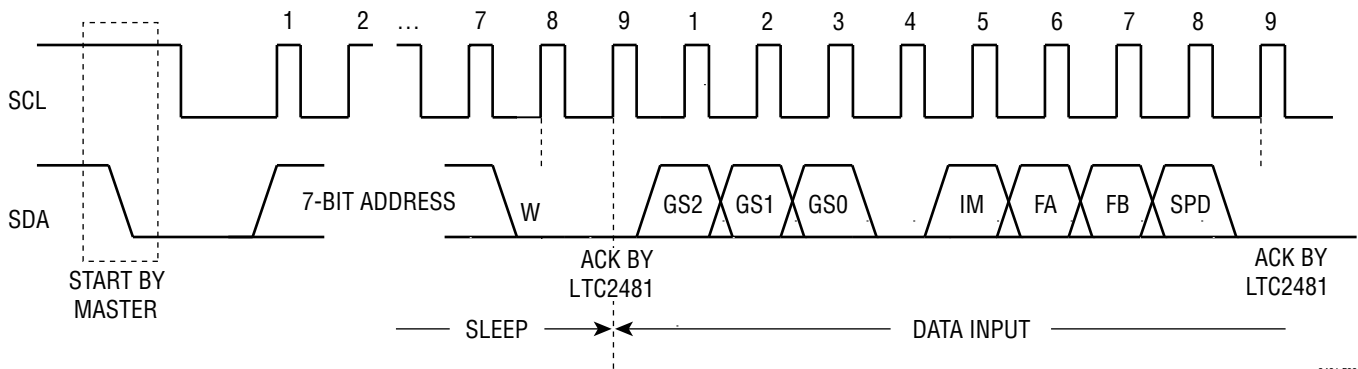 1 2 ... 7 8 9 1 2 3 4 5 6 7 8 9
SCL
SDA
7-BIT ADDRESS
W
GS2 GS1 GS0 IM FA FB SPD
START BY
MASTER
ACK BY
LTC2481
ACK BY
LTC2481
SLEEP
DATA INPUT